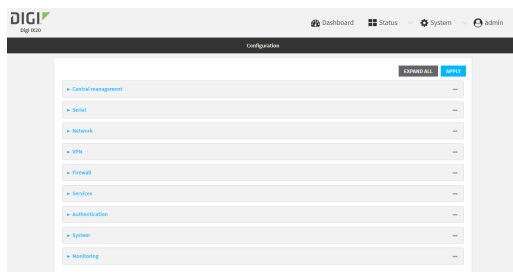 DIGI
Digi IX20
Dashboard
Status
System
admin
Configuration
EXPAND ALL
APPLY
Central management
Serial
Network
VPN
Firewall
Services
Authentication
System
Monitoring